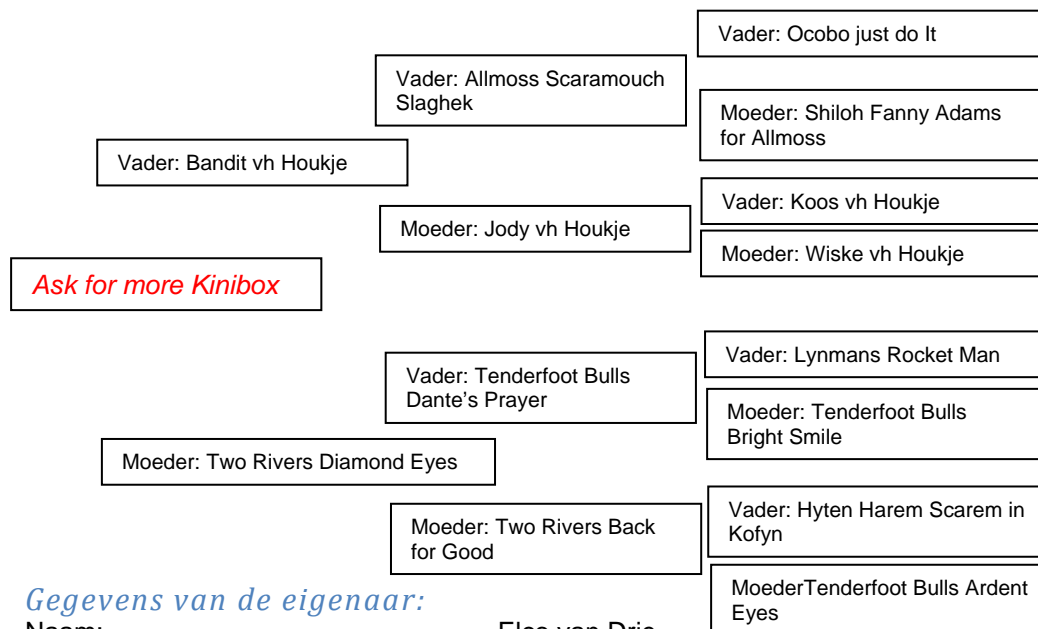 Vader: Ocobo just do It
Vader: Allmoss Scaramouch
Slaghek
Moeder: Shiloh Fanny Adams
for Allmoss
Vader: Bandit vh Houkje
Vader: Koos vh Houkje
Moeder: Jody vh Houkje
Moeder: Wiske vh Houkje
Ask for more Kinibox
Vader: Lynmans Rocket Man
Vader: Tenderfoot Bulls
Dante’s Prayer
Moeder: Tenderfoot Bulls
Bright Smile
Moeder: Two Rivers Diamond Eyes
Vader: Hyten Harem Scarem in
Kofyn
Moeder: Two Rivers Back
for Good
MoederTenderfoot Bulls Ardent
Eyes
Gegevens van de eigenaar:
Naam: van Drie